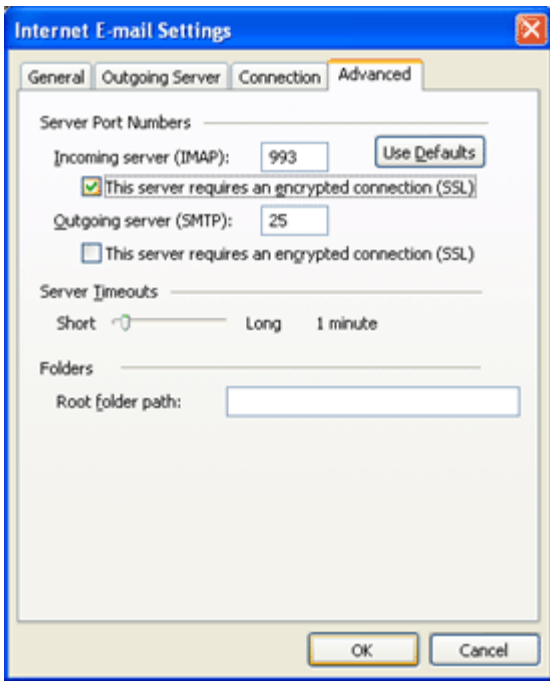 Internet E-mail Settings
General Outgoing Server Connection Advanced
Server Port Numbers
Incoming server (IMAP): 993 Use Defaults
This server requires an encrypted connection (SSL)
Outgoing server (SMTP): 25
This server requires an encrypted connection (SSL)
Server Timeouts
Short Long 1 minute
Folders
Root folder path:
OK Cancel